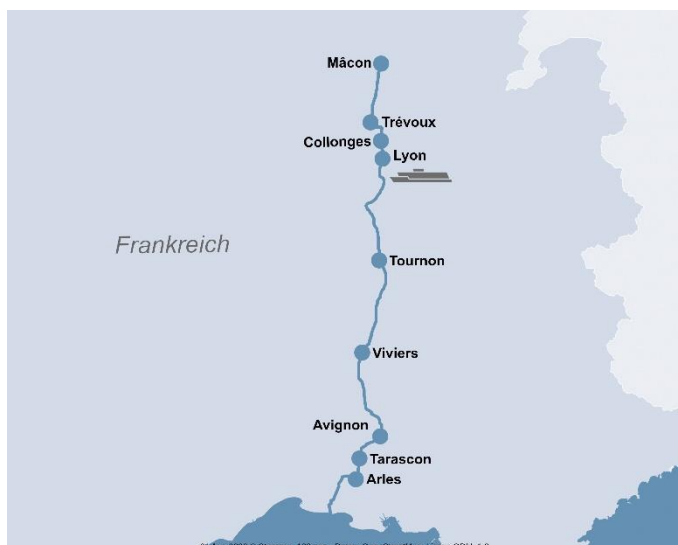 Mâcon
Trévoux
Collonges
Lyon
Frankreich
Tournon
Viviers
Avignon
Tarascon
Arles